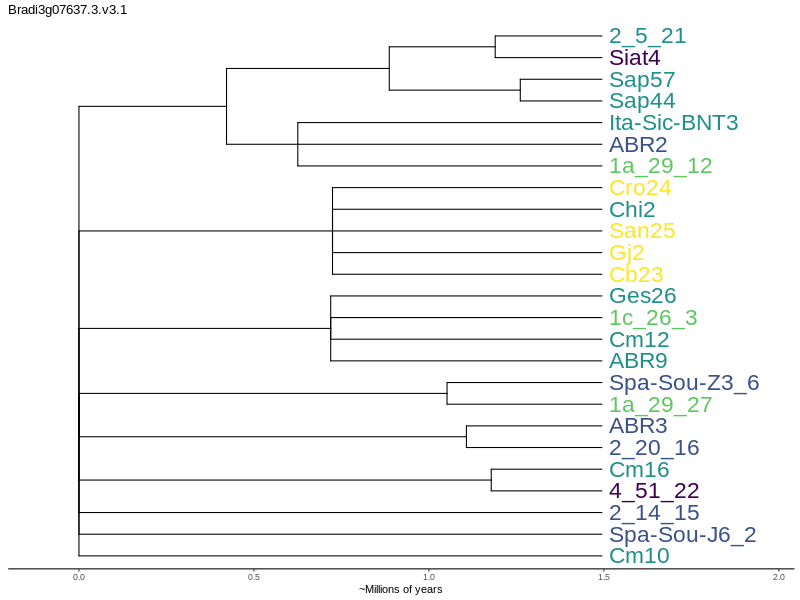 Bradi3g07637.3.v3.1
2_5_21
Siat4
Sap57
Sap44
Ita-Sic-BNT3
ABR2
1a_29_12
Cro24
Chi2
San25
Gj2
Cb23
Ges26
1c_26_3
Cm12
ABR9
Spa-Sou-Z3_6
1a_29_27
ABR3
2_20_16
Cm16
4_51_22
2_14_15
Spa-Sou-J6_2
Cm10
0.0 0.5 1.0 1.5 2.0
~Millions of years